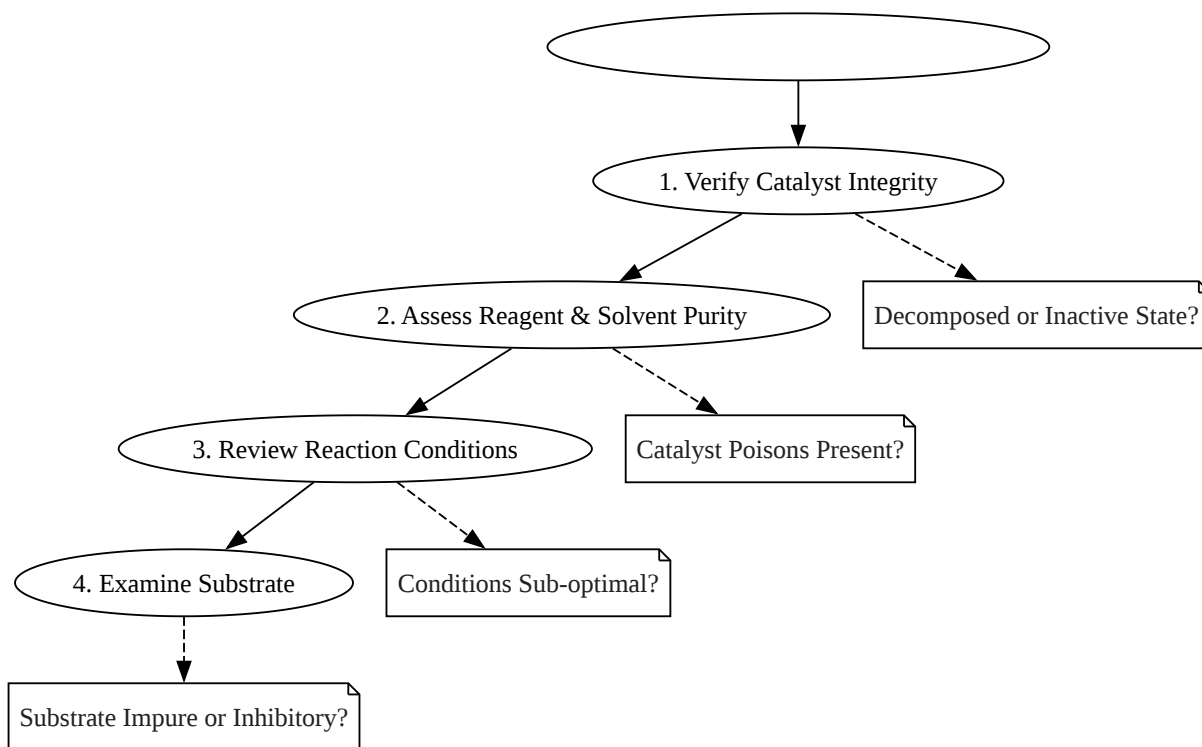 1. Verify Catalyst Integrity
2. Assess Reagent & Solvent Purity
Decomposed or Inactive State?
3. Review Reaction Conditions
Catalyst Poisons Present?
4. Examine Substrate
Conditions Sub-optimal?
Substrate Impure or Inhibitory?